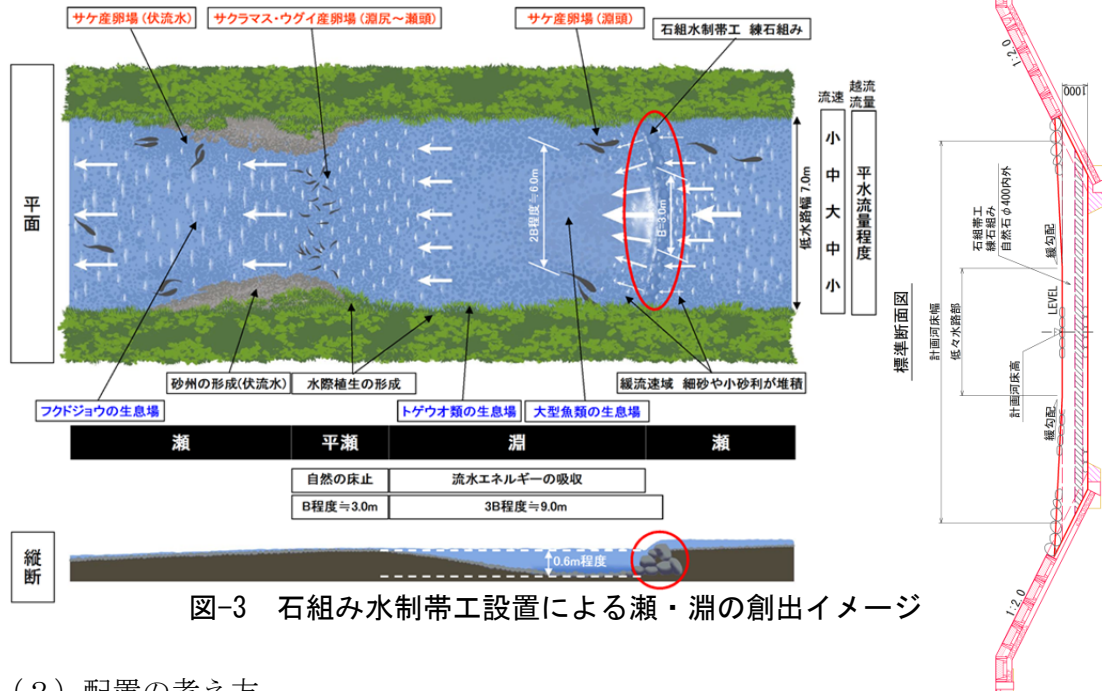 サケ産卵場(伏流水)
サクラマス・ウグイ産卵場(淵尻～瀬頭)
サケ産卵場(淵頭)
石組水制帯工 練石組み
平面
流速
越流
流量
小
中
大
中
小
平水流量程度
低水路幅 7.0m
2B程度≒6.0m
B=3.0m
砂州の形成(伏流水)
水際植生の形成
緩流速域 細砂や小砂利が堆積
フクドジョウの生息場
トゲウオ類の生息場
大型魚類の生息場
瀬
平瀬
淵
瀬
自然の床止
流水エネルギーの吸収
B程度≒3.0m
3B程度≒9.0m
縦断
0.6m程度
図-3 石組み水制帯工設置による瀬・淵の創出イメージ
標準断面図
計画河床幅
低々水路部
計画河床高
LEVEL
緩勾配
緩勾配
石組帯工
練石組み
自然石φ400内外
1000
1:2.0
1:2.0
(2)配置の考え方